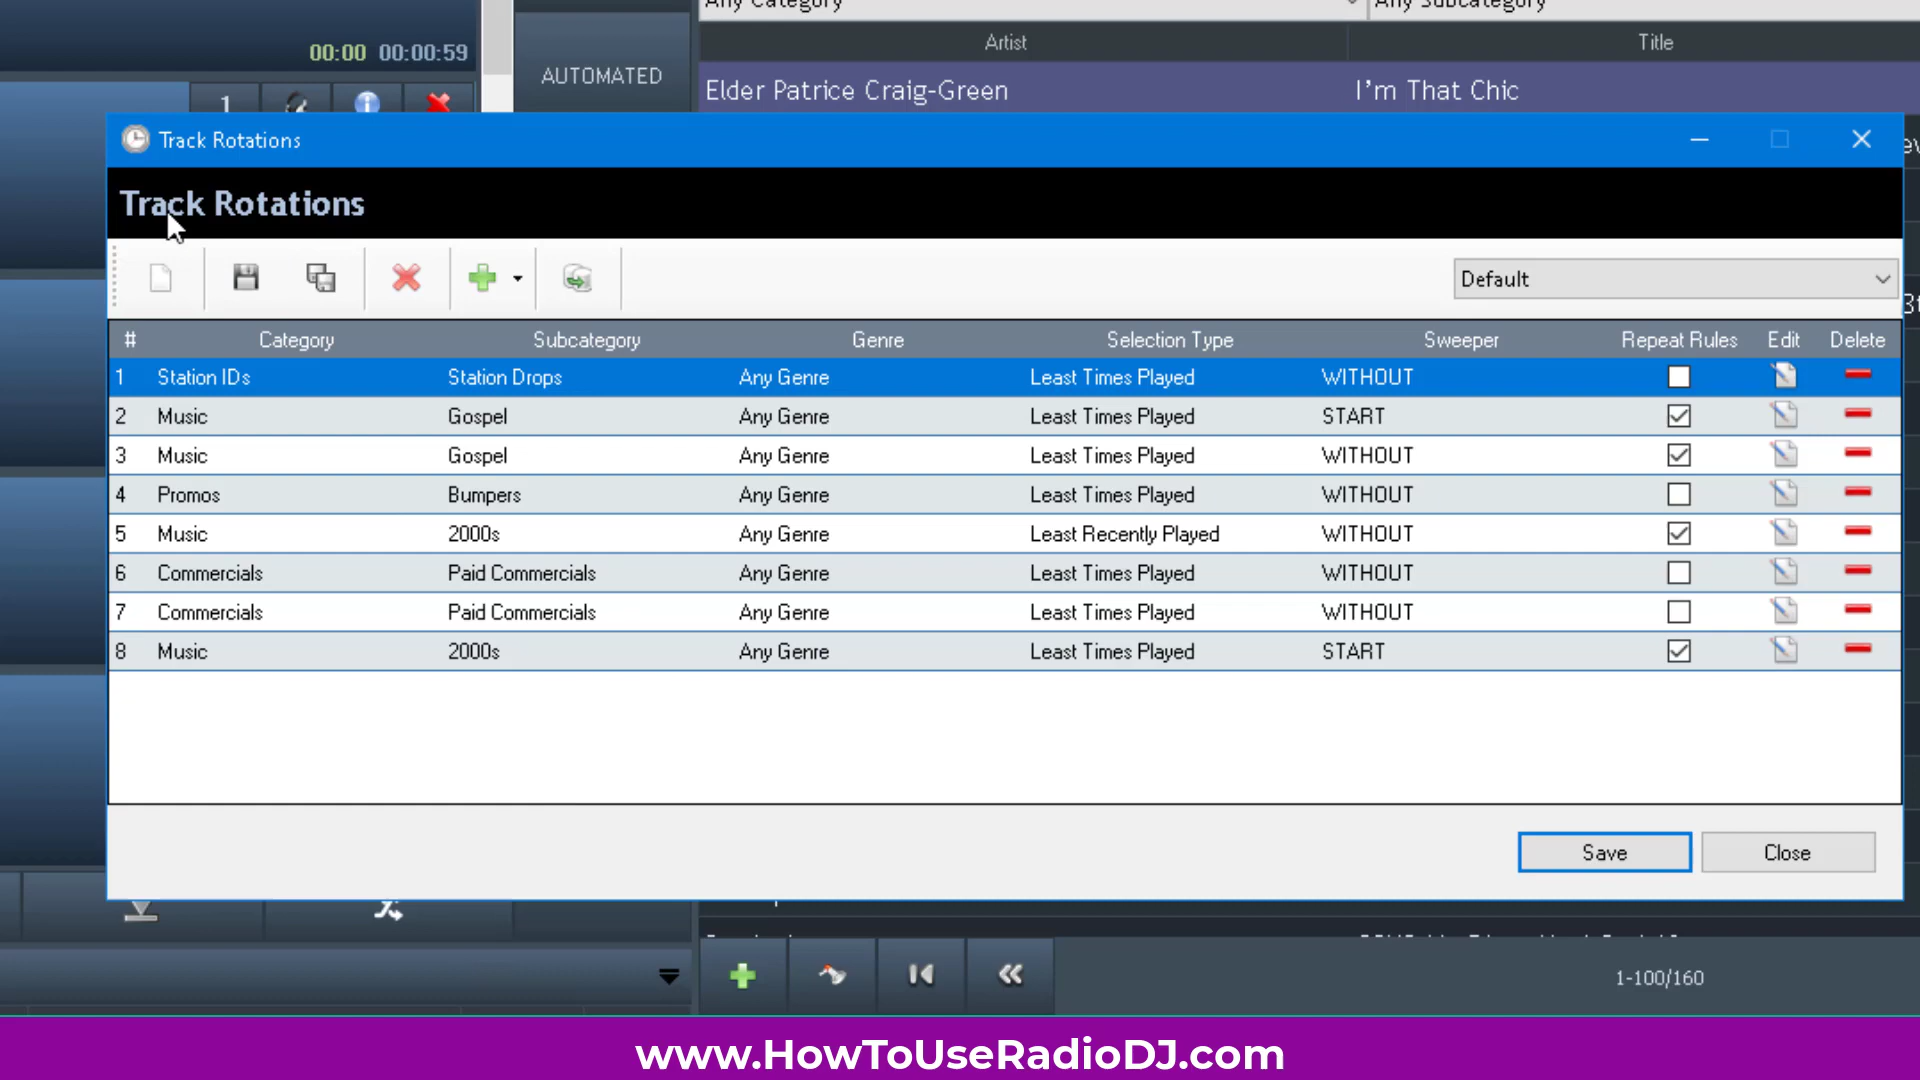 Any Category Any Subcategory
00:00 00:00:59
AUTOMATED
Artist Title
1
Elder Patrice Craig-Green I'm That Chic
Track Rotations
Track Rotations
Default
# Category Subcategory Genre Selection Type Sweeper Repeat Rules Edit Delete
1 Station IDs Station Drops Any Genre Least Times Played WITHOUT
2 Music Gospel Any Genre Least Times Played START
3 Music Gospel Any Genre Least Times Played WITHOUT
4 Promos Bumpers Any Genre Least Times Played WITHOUT
5 Music 2000s Any Genre Least Recently Played WITHOUT
6 Commercials Paid Commercials Any Genre Least Times Played WITHOUT
7 Commercials Paid Commercials Any Genre Least Times Played WITHOUT
8 Music 2000s Any Genre Least Times Played START
Save Close
1-100/160
www.HowToUseRadioDJ.com